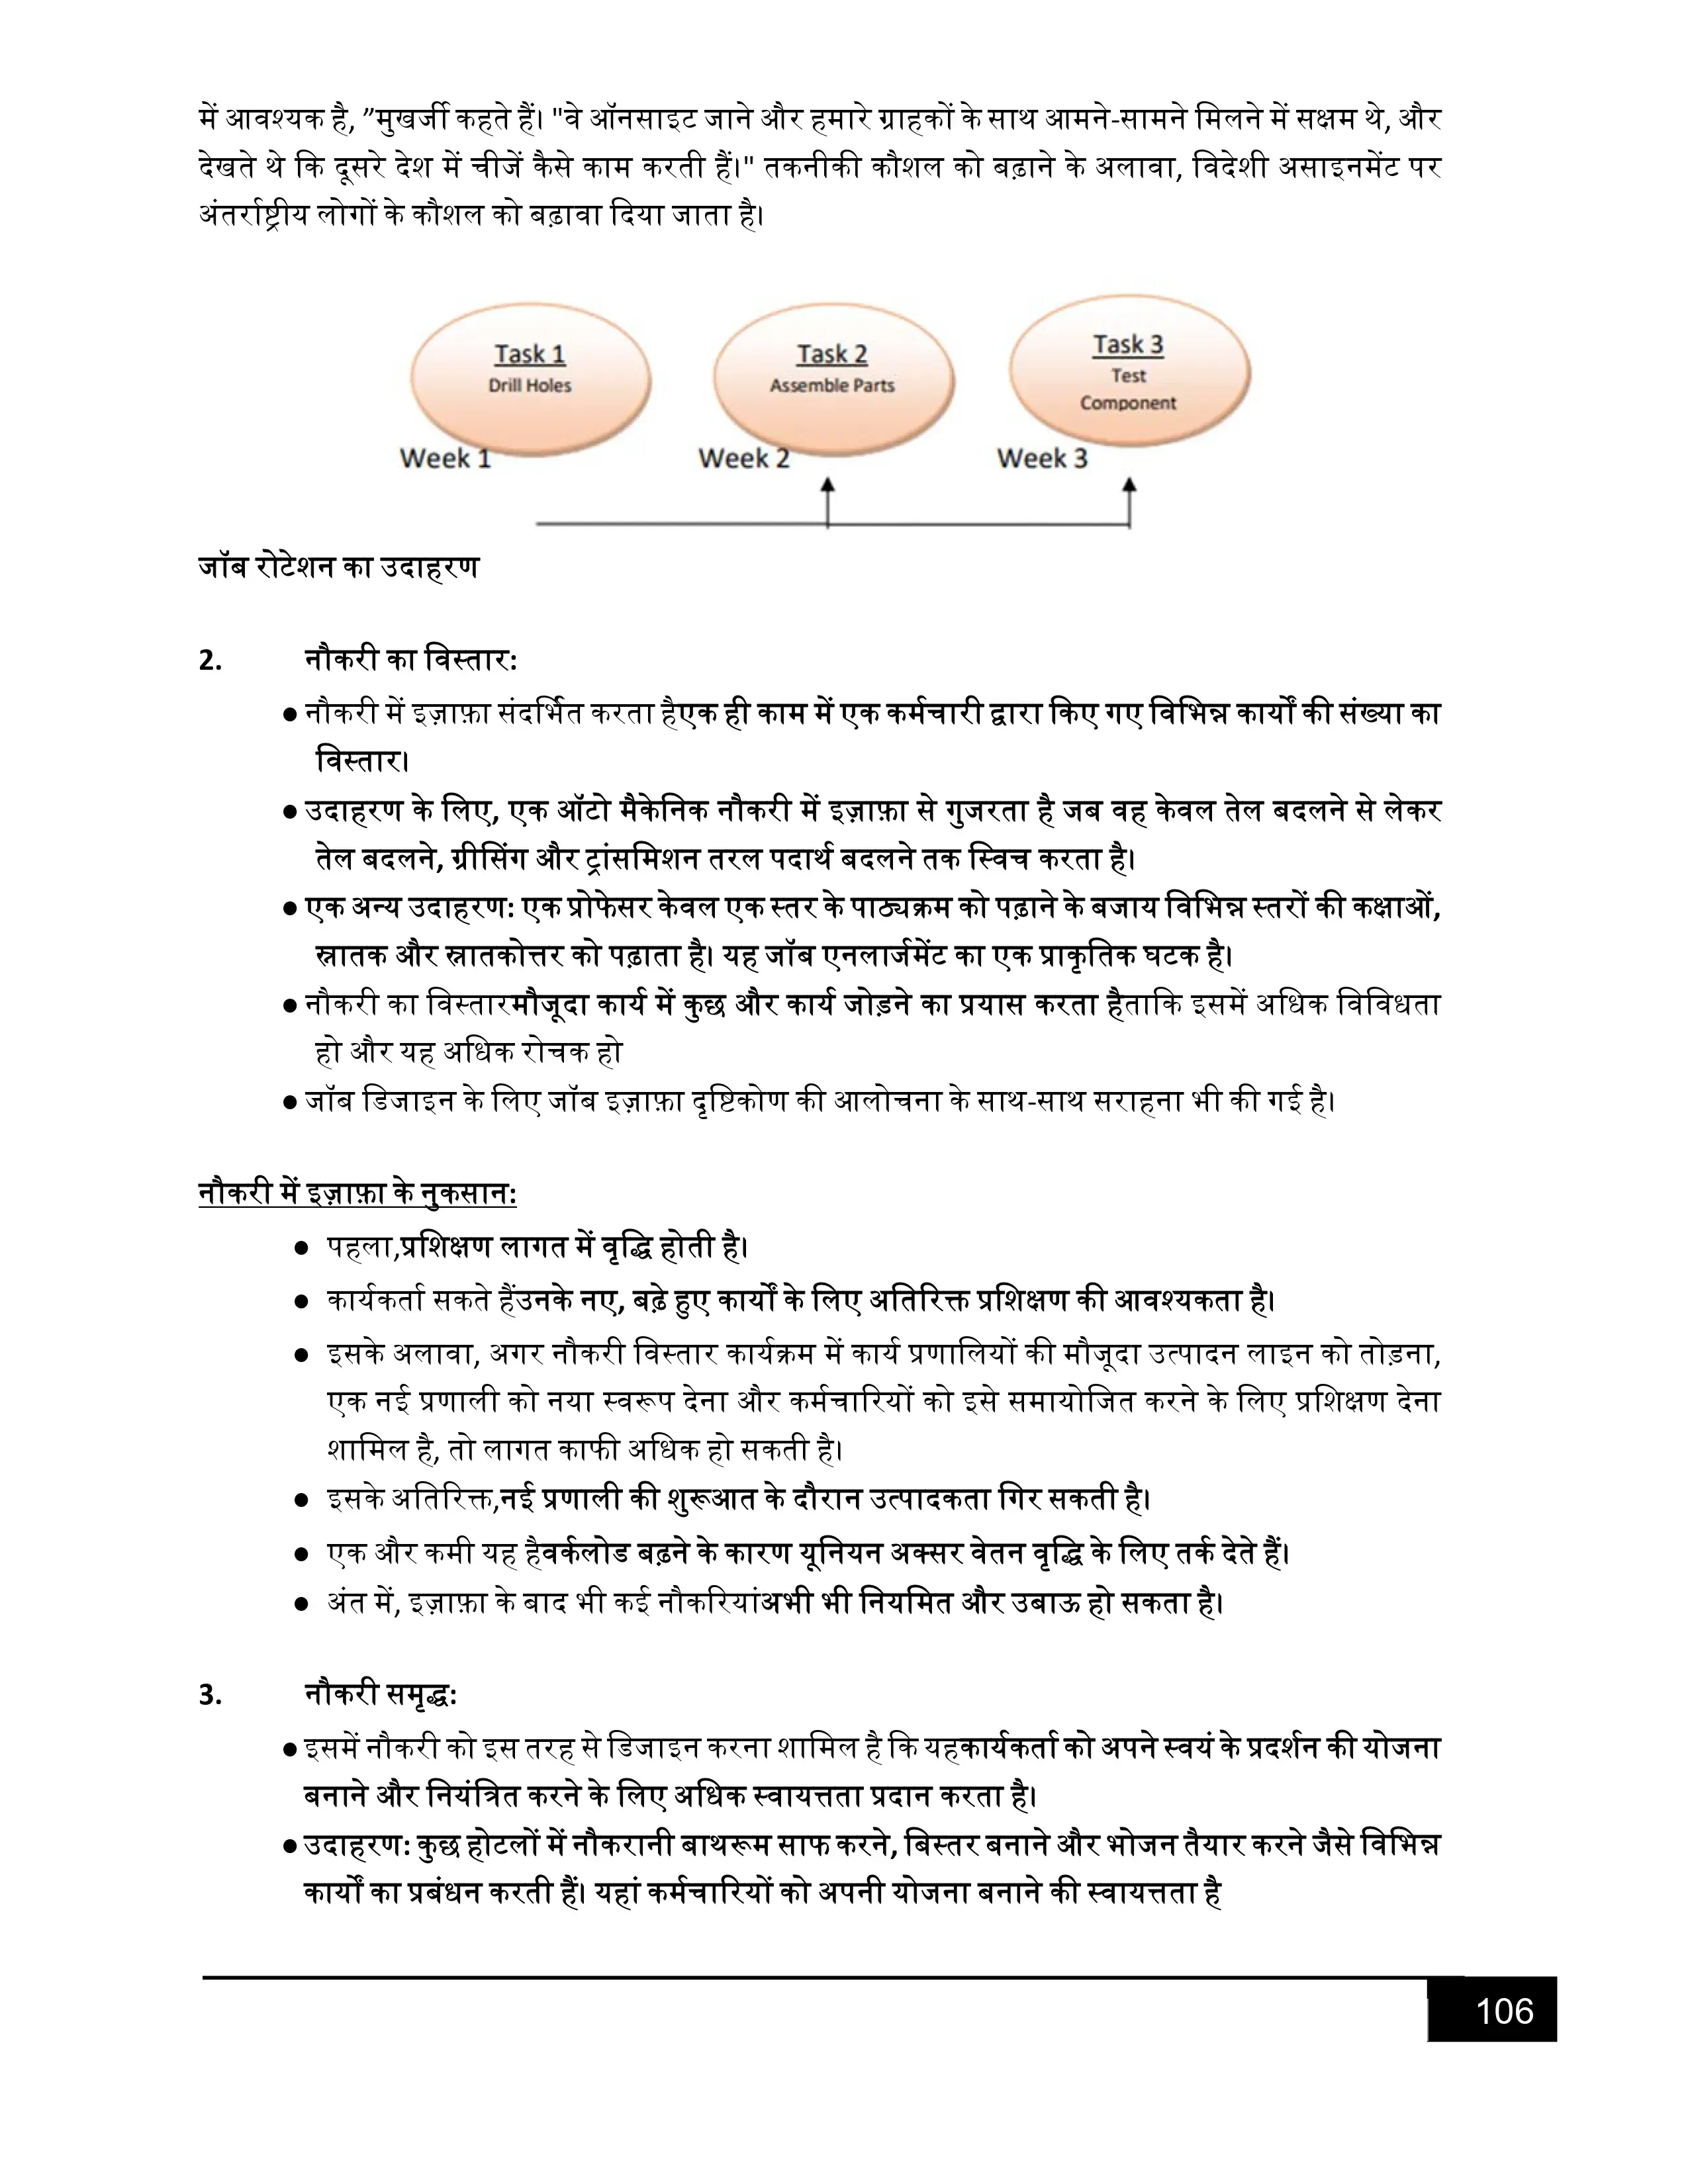 में आवश्यक है, ”मुखर्जी कहते हैं। "वे ऑनसाइट जाने और हमारे ग्राहकों के साथ आमने-सामने मिलने में सक्षम थे, और
देखते थे कि दूसरे देश में चीजें कैसे काम करती हैं।" तकनीकी कौशल को बढ़ाने के अलावा, विदेशी असाइनमेंट पर
अंतर्राष्ट्रीय लोगों के कौशल को बढ़ावा दिया जाता है।
Task 1
Drill Holes
Week 1
Task 2
Assemble Parts
Week 2
Task 3
Test
Component
Week 3
जॉब रोटेशन का उदाहरण
2. नौकरी का विस्तार:
● नौकरी में इज़ाफ़ा संदर्भित करता हैएक ही काम में एक कर्मचारी द्वारा किए गए विभिन्न कार्यों की संख्या का
विस्तार।
● उदाहरण के लिए, एक ऑटो मैकेनिक नौकरी में इज़ाफ़ा से गुजरता है जब वह केवल तेल बदलने से लेकर
तेल बदलने, ग्रीसिंग और ट्रांसमिशन तरल पदार्थ बदलने तक स्विच करता है।
● एक अन्य उदाहरण: एक प्रोफेसर केवल एक स्तर के पाठ्यक्रम को पढ़ाने के बजाय विभिन्न स्तरों की कक्षाओं,
स्नातक और स्नातकोत्तर को पढ़ाता है। यह जॉब एनलार्जमेंट का एक प्राकृतिक घटक है।
● नौकरी का विस्तारमौजूदा कार्य में कुछ और कार्य जोड़ने का प्रयास करता हैताकि इसमें अधिक विविधता
हो और यह अधिक रोचक हो
● जॉब डिजाइन के लिए जॉब इज़ाफ़ा दृष्टिकोण की आलोचना के साथ-साथ सराहना भी की गई है।
नौकरी में इज़ाफ़ा के नुकसान:
● पहला,प्रशिक्षण लागत में वृद्धि होती है।
● कार्यकर्ता सकते हैंउनके नए, बढ़े हुए कार्यों के लिए अतिरिक्त प्रशिक्षण की आवश्यकता है।
● इसके अलावा, अगर नौकरी विस्तार कार्यक्रम में कार्य प्रणालियों की मौजूदा उत्पादन लाइन को तोड़ना,
एक नई प्रणाली को नया स्वरूप देना और कर्मचारियों को इसे समायोजित करने के लिए प्रशिक्षण देना
शामिल है, तो लागत काफी अधिक हो सकती है।
● इसके अतिरिक्त,नई प्रणाली की शुरूआत के दौरान उत्पादकता गिर सकती है।
● एक और कमी यह हैवर्कलोड बढ़ने के कारण यूनियन अक्सर वेतन वृद्धि के लिए तर्क देते हैं।
● अंत में, इज़ाफ़ा के बाद भी कई नौकरियांअभी भी नियमित और उबाऊ हो सकता है।
3. नौकरी समृद्ध:
● इसमें नौकरी को इस तरह से डिजाइन करना शामिल है कि यहकार्यकर्ता को अपने स्वयं के प्रदर्शन की योजना
बनाने और नियंत्रित करने के लिए अधिक स्वायत्तता प्रदान करता है।
● उदाहरण: कुछ होटलों में नौकरानी बाथरूम साफ करने, बिस्तर बनाने और भोजन तैयार करने जैसे विभिन्न
कार्यों का प्रबंधन करती हैं। यहां कर्मचारियों को अपनी योजना बनाने की स्वायत्तता है
106